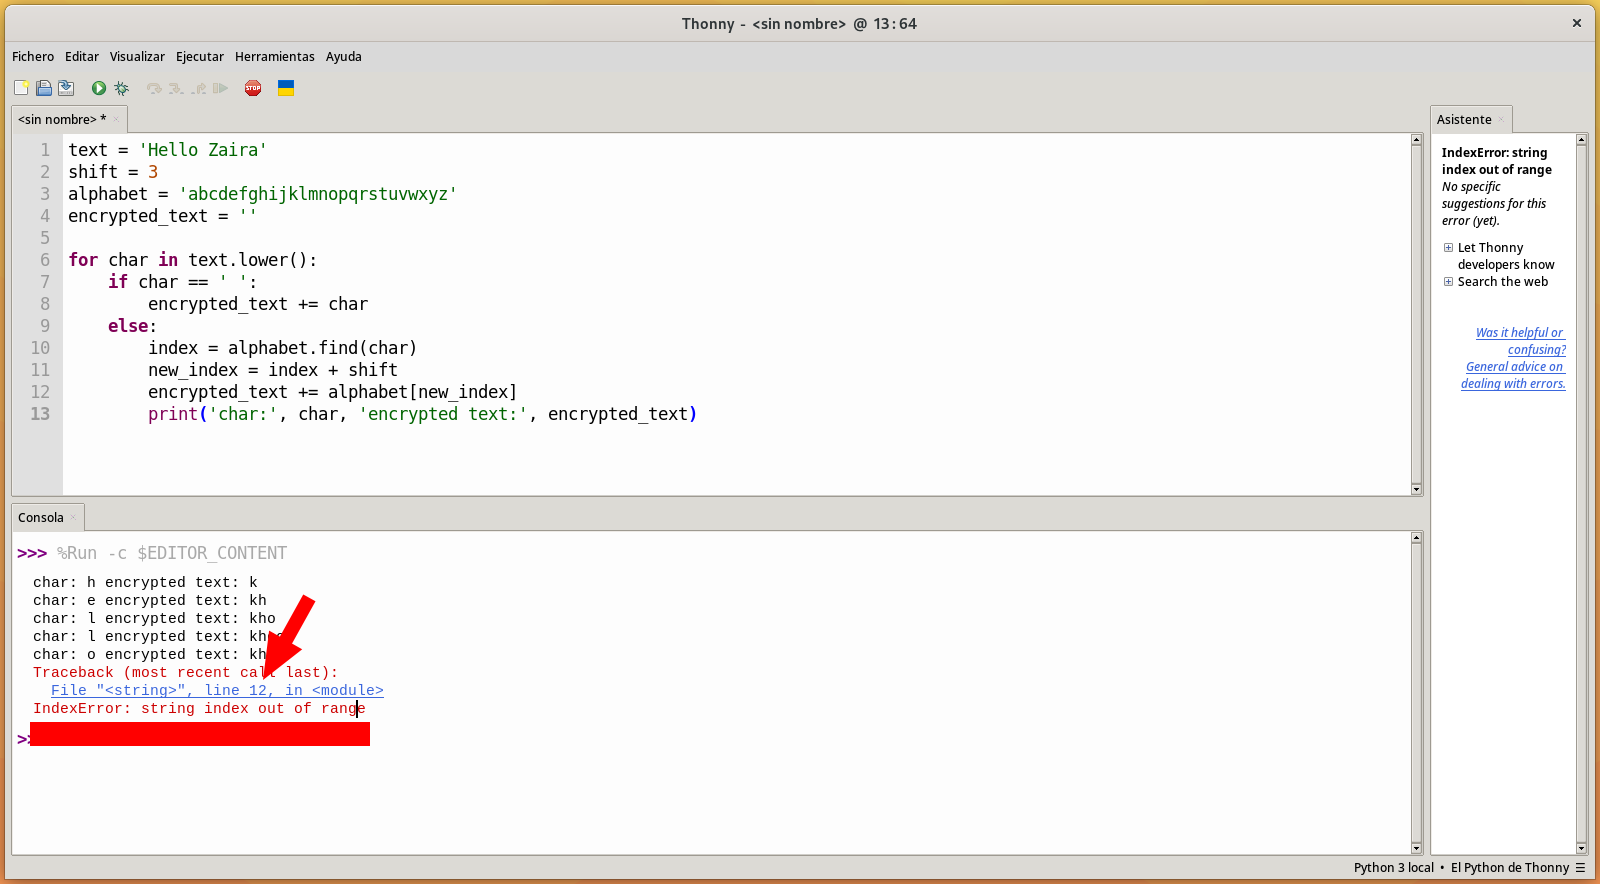 Thonny - <sin nombre> @ 13:64
Fichero Editar Visualizar Ejecutar Herramientas Ayuda
STOP
<sin nombre> *
1 text = 'Hello Zaira'
2 shift = 3
3 alphabet = 'abcdefghijklmnopqrstuvwxyz'
4 encrypted_text = ''
5
6 for char in text.lower():
7 if char == ' ':
8 encrypted_text += char
9 else:
10 index = alphabet.find(char)
11 new_index = index + shift
12 encrypted_text += alphabet[new_index]
13 print('char:', char, 'encrypted text:', encrypted_text)
Asistente
IndexError: string
index out of range
No specific
suggestions for this
error (yet).
Let Thonny
developers know
Search the web
Was it helpful or
confusing?
General advice on
dealing with errors.
Consola
>>> %Run -c $EDITOR_CONTENT
char: h encrypted text: k
char: e encrypted text: kh
char: l encrypted text: kho
char: l encrypted text:
char: o encrypted text:
Traceback (most recent call last):
File "<string>", line 12, in <module>
IndexError: string index out of range
Python 3 local • El Python de Thonny ☰